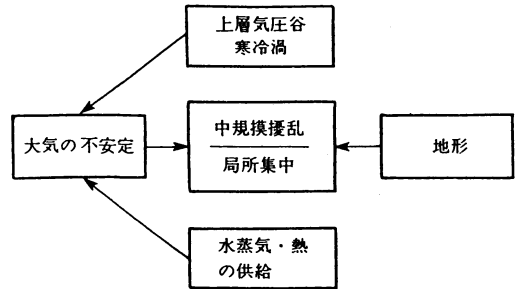 上層気圧谷
寒冷渦
大気の不安定
中規摸擾乱
局所集中
地形
水蒸気・熱
の供給